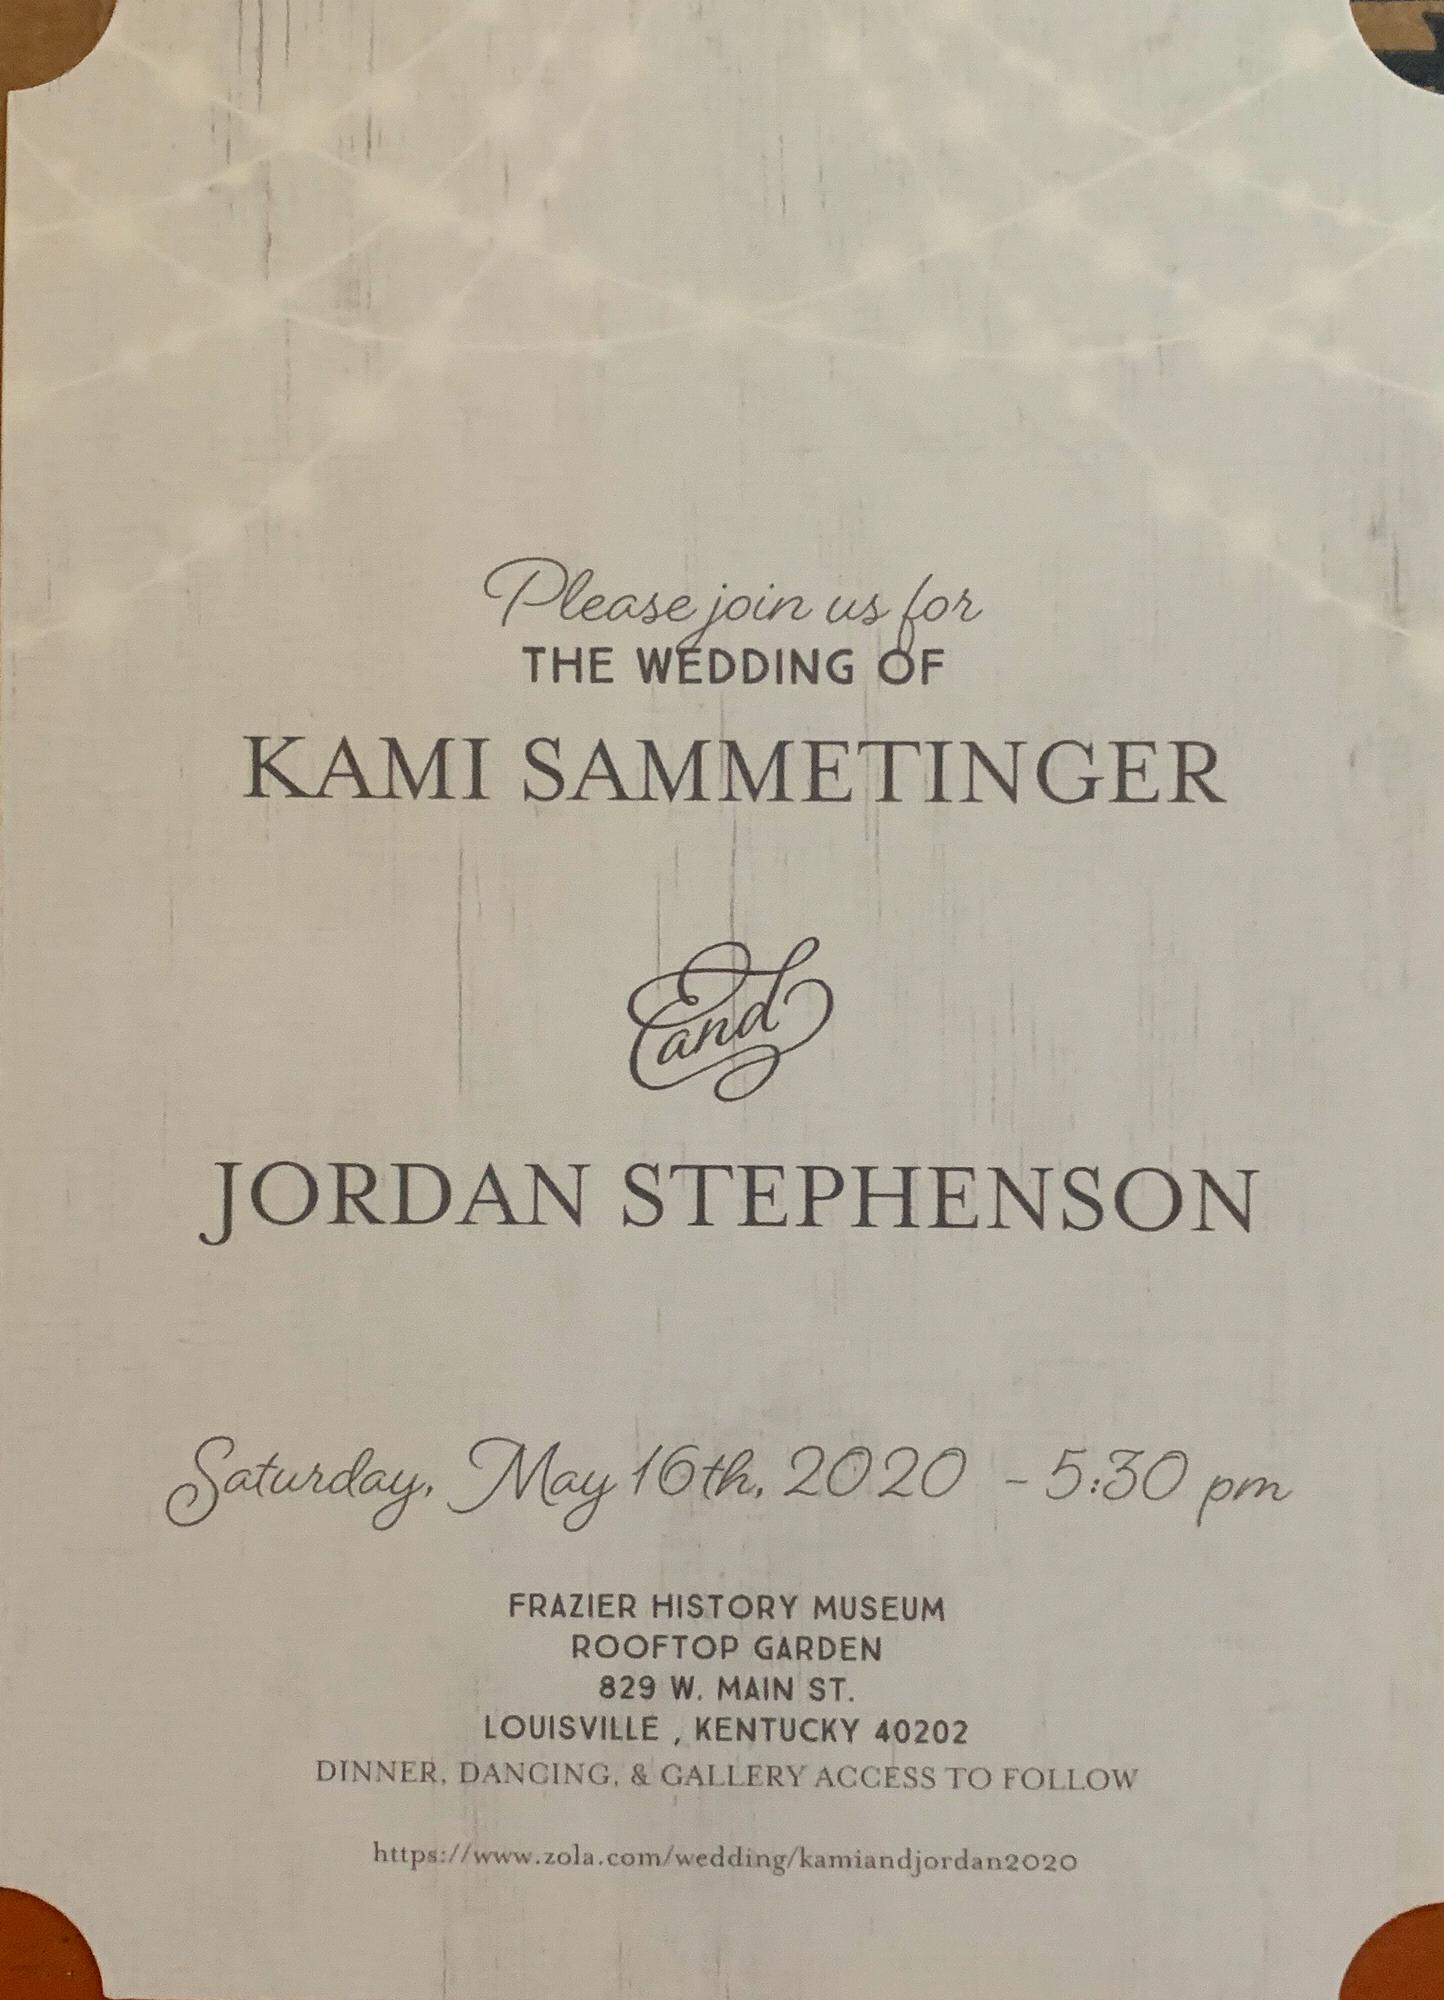 Please join us for
THE WEDDING OF
KAMI SAMMETINGER
and
JORDAN STEPHENSON
Saturday, May 16th, 2020 - 5:30 pm
FRAZIER HISTORY MUSEUM
ROOFTOP GARDEN
829 W. MAIN ST.
LOUISVILLE , KENTUCKY 40202
DINNER, DANCING, & GALLERY ACCESS TO FOLLOW
https://www.zola.com/wedding/kamiandjordan2020